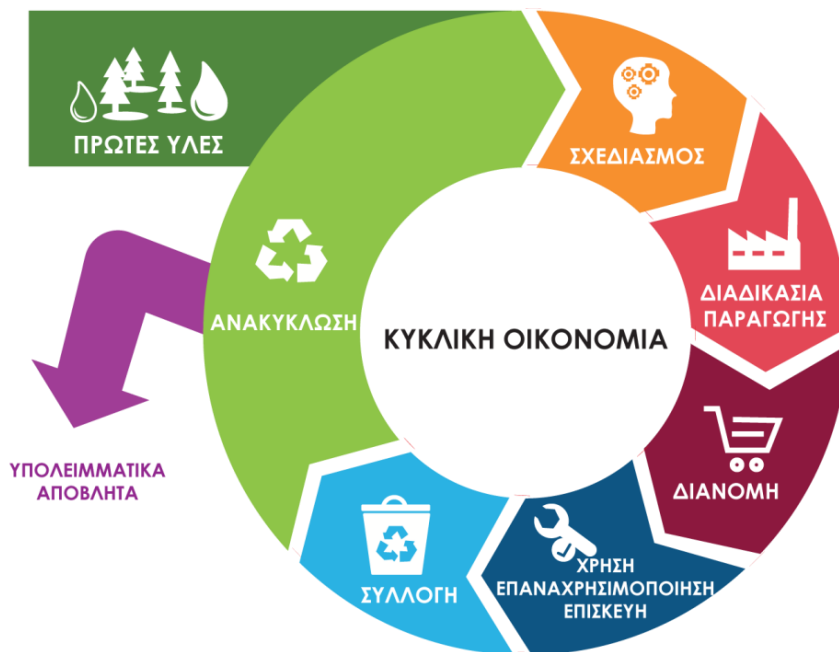 ΠΡΩΤΕΣ ΥΛΕΣ
ΣΧΕΔΙΑΣΜΟΣ
ΔΙΑΔΙΚΑΣΙΑ
ΠΑΡΑΓΩΓΗΣ
ΔΙΑΝΟΜΗ
ΧΡΗΣΗ
ΕΠΑΝΑΧΡΗΣΙΜΟΠΟΙΗΣΗ
ΕΠΙΣΚΕΥΗ
ΣΥΛΛΟΓΗ
ΑΝΑΚΥΚΛΩΣΗ
ΚΥΚΛΙΚΗ ΟΙΚΟΝΟΜΙΑ
ΥΠΟΛΕΙΜΜΑΤΙΚΑ
ΑΠΟΒΛΗΤΑ